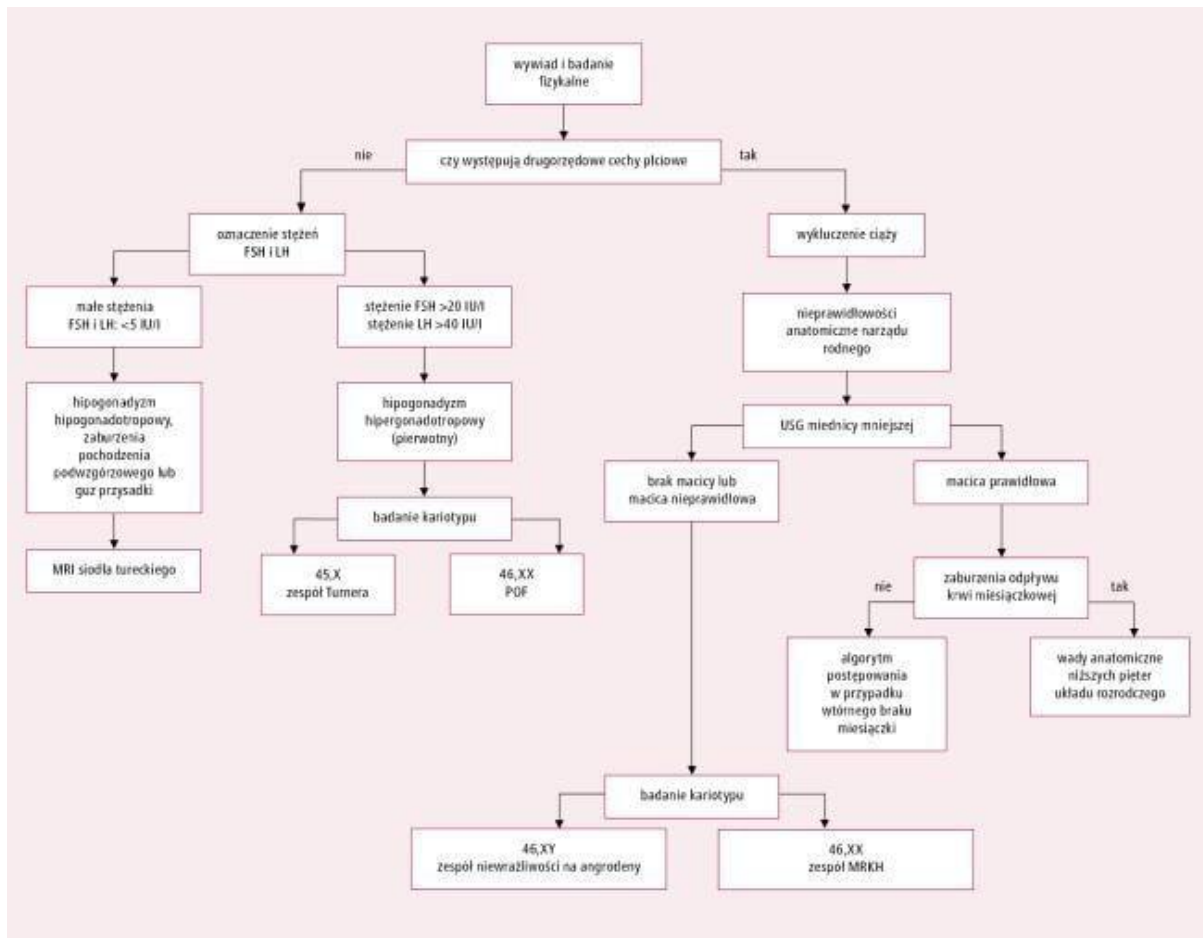 wywiad i badanie
fizykalne
nie
czy występują drugorzędowe cechy płciowe
tak
oznaczenie stężeń
FSH i LH
wykluczenie ciąży
małe stężenia
FSH i LH: <5 IU/l
stężenie FSH >20 IU/l
stężenie LH >40 IU/l
nieprawidłowości
anatomiczne narządu
rodnego
hipogonadyzm
hipogonadotropowy,
zaburzenia
pochodzenia
podwzgórzowego lub
guz przysadki
hipogonadyzm
hipergonadotropowy
(pierwotny)
USG miednicy mniejszej
brak macicy lub
macica nieprawidłowa
macica prawidłowa
badanie kariotypu
MRI siodła tureckiego
45,X
zespół Turnera
46,XX
POF
nie
zaburzenia odpływu
krwi miesiączkowej
tak
algorytm
postępowania
w przypadku
wtórnego braku
miesiączki
wady anatomiczne
niższych pięter
układu rozrodczego
badanie kariotypu
46,XY
zespół niewrażliwości na angrodeny
46,XX
zespół MRKH